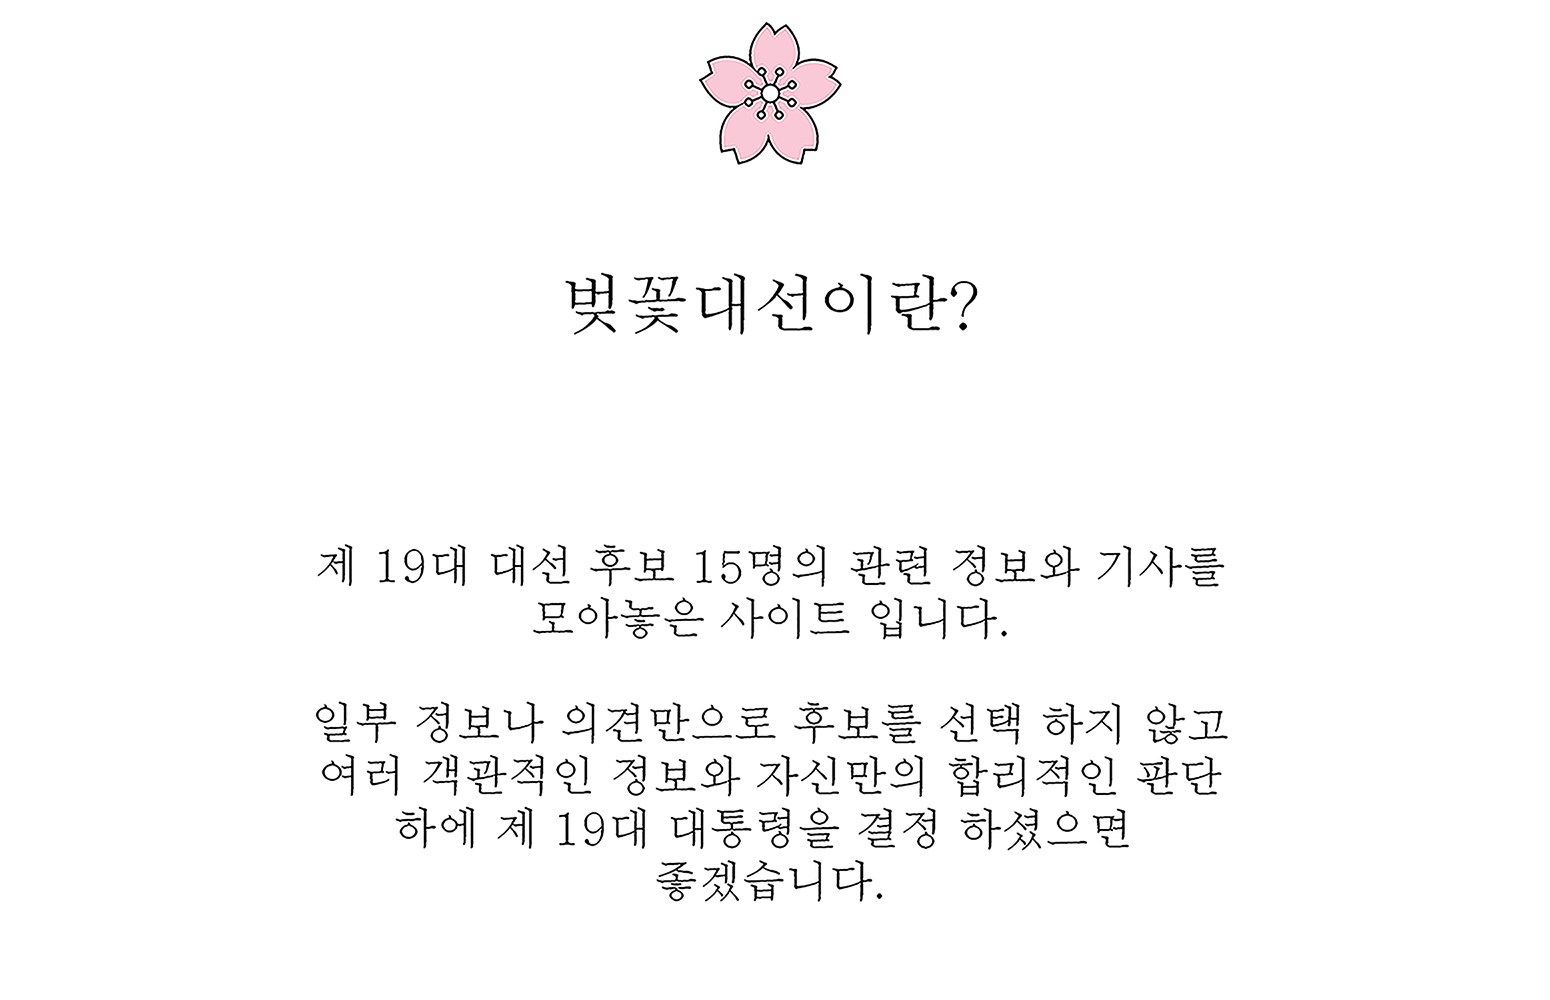 벚꽃대선이란?
제 19대 대선 후보 15명의 관련 정보와 기사를
모아놓은 사이트 입니다.
일부 정보나 의견만으로 후보를 선택 하지 않고
여러 객관적인 정보와 자신만의 합리적인 판단
하에 제 19대 대통령을 결정 하셨으면
좋겠습니다.